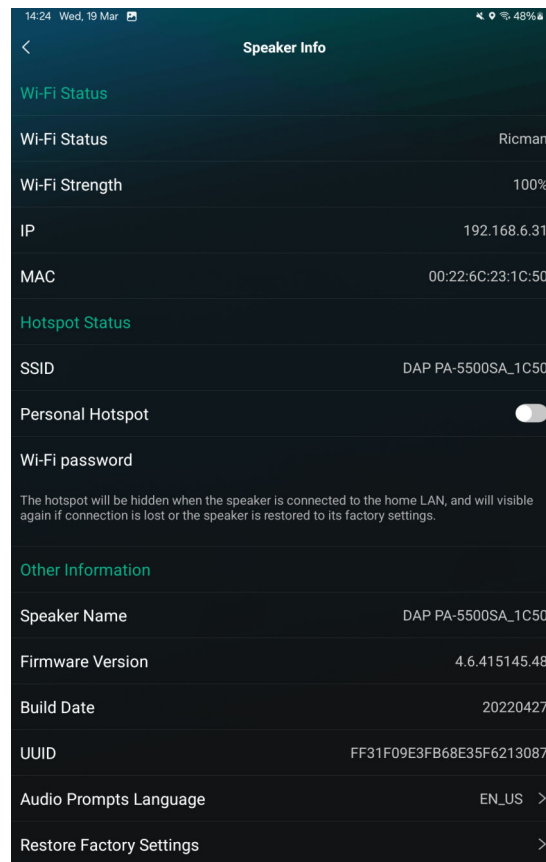 14:24 Wed, 19 Mar 48%
Speaker Info
Wi-Fi Status
Wi-Fi Status Ricman
Wi-Fi Strength 100%
IP 192.168.6.31
MAC 00:22:6C:23:1C:50
Hotspot Status
SSID DAP PA-5500SA_1C50
Personal Hotspot
Wi-Fi password
The hotspot will be hidden when the speaker is connected to the home LAN, and will visible
again if connection is lost or the speaker is restored to its factory settings.
Other Information
Speaker Name DAP PA-5500SA_1C50
Firmware Version 4.6.415145.48
Build Date 20220427
UUID FF31F09E3FB68E35F6213087
Audio Prompts Language EN_US
Restore Factory Settings